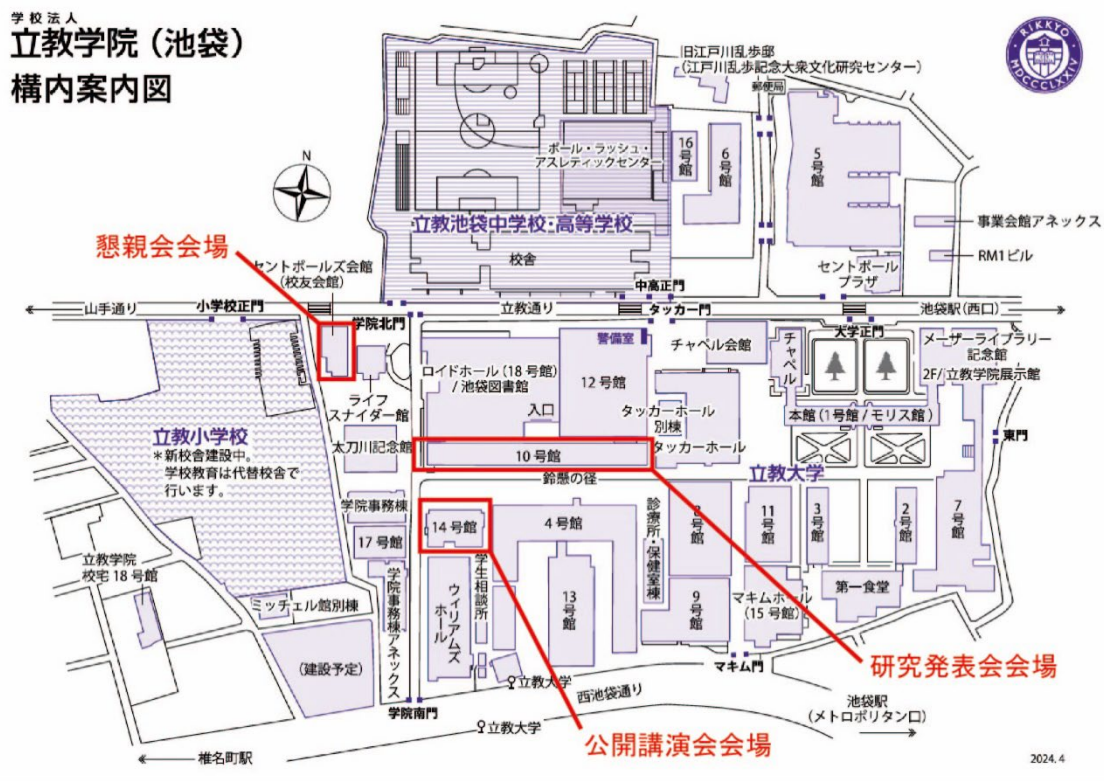 学校法人
立教学院（池袋）
構内案内図
RIKKYO
MDCCCLXXIV
旧江戸川乱歩邸
（江戸川乱歩記念大衆文化研究センター）
郵便局
N
ポール・ラッシュ・
アスレティックセンター
16号館
6号館
5号館
立教池袋中学校・高等学校
校舎
事業会館アネックス
RM1ビル
セントポール
プラザ
懇親会会場
セントポールズ会館
（校友会館）
中高正門
山手通り
小学校正門
学院北門
立教通り
タッカー門
大学正門
池袋駅（西口）
警備室
チャペル会館
チャペル
メーザーライブラリー
記念館
2F/立教学院展示館
ロイドホール（18号館）
/池袋図書館
12号館
入口
ライフ
スナイダー館
タッカーホール
別棟
タッカーホール
本館（1号館/モリス館）
東門
立教小学校
＊新校舎建設中。
学校教育は代替校舎で
行います。
太刀川記念館
10号館
鈴懸の径
立教大学
学院事務棟
14号館
4号館
診療所・保健室棟
8号館
11号館
3号館
2号館
7号館
17号館
立教学院
校宅18号館
学院事務棟アネックス
学生相談所
ウィリアムズ
ホール
13号館
9号館
マキムホール
（15号館）
第一食堂
ミッチェル館別棟
（建設予定）
マキム門
研究発表会会場
立教大学
西池袋通り
学院南門
立教大学
池袋駅
（メトロポリタン口）
公開講演会会場
椎名町駅
2024.4